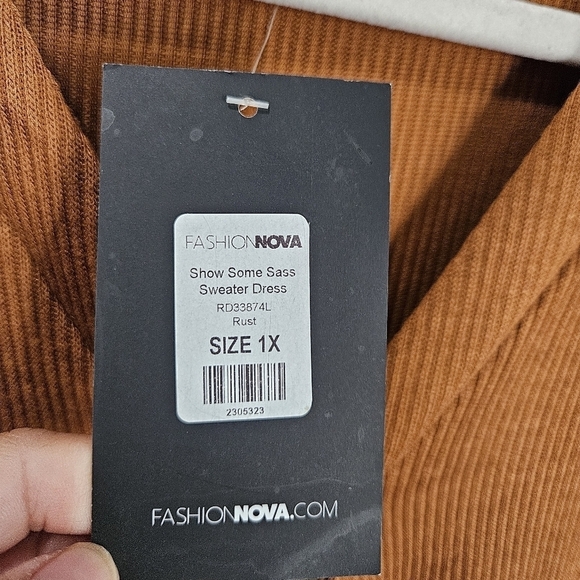 FASHIONNOVA
Show Some Sass
Sweater Dress
RD33874L
Rust
SIZE 1X
2305323
FASHIONNOVA.COM